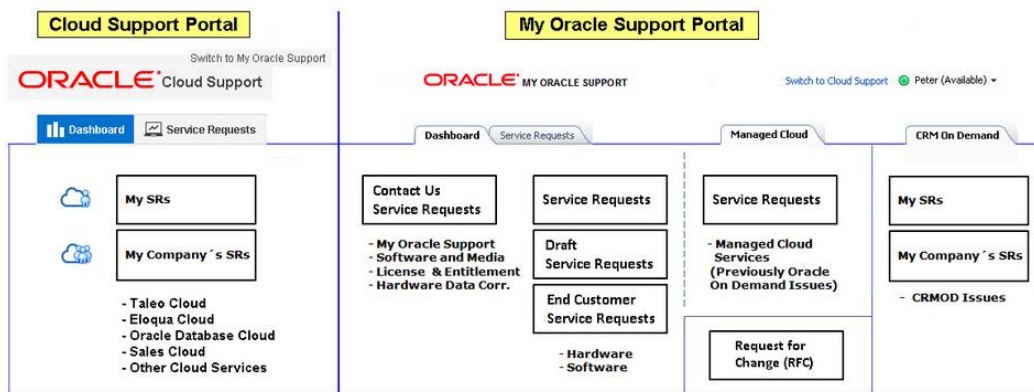 Cloud Support Portal
My Oracle Support Portal
Switch to My Oracle Support
ORACLE Cloud Support
ORACLE MY ORACLE SUPPORT
Switch to Cloud Support Peter (Available)
Dashboard Service Requests
Dashboard Service Requests
Managed Cloud
CRM On Demand
My SRs
My Company´s SRs
- Taleo Cloud
- Eloqua Cloud
- Oracle Database Cloud
- Sales Cloud
- Other Cloud Services
Contact Us
Service Requests
- My Oracle Support
- Software and Media
- License & Entitlement
- Hardware Data Corr.
Service Requests
Draft
Service Requests
End Customer
Service Requests
- Hardware
- Software
Service Requests
- Managed Cloud
Services
(Previously Oracle
On Demand Issues)
Request for
Change (RFC)
My SRs
My Company´s SRs
- CRMOD Issues